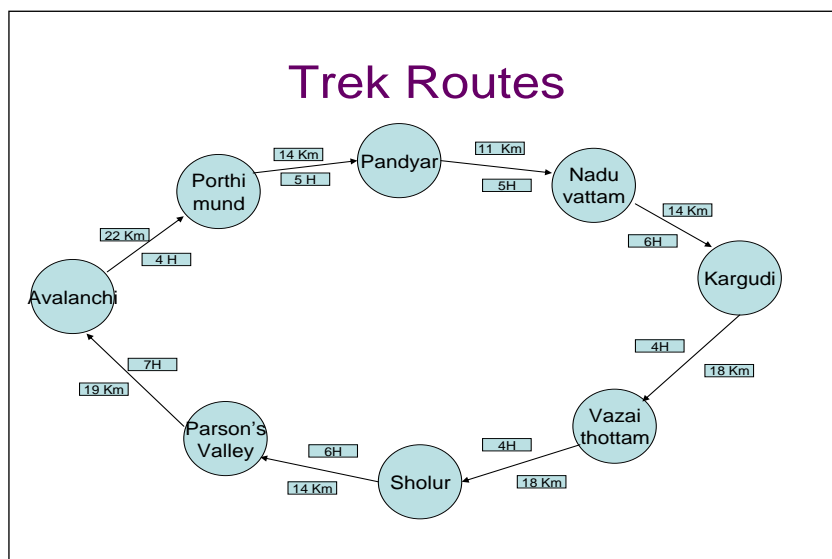 Trek Routes
14 Km
5 H
Pandyar
11 Km
5H
Porthi
mund
Nadu
vattam
22 Km
4 H
14 Km
6H
Avalanchi
Kargudi
7H
19 Km
4H
18 Km
Parson's
Valley
6H
14 Km
Sholur
4H
18 Km
Vazai
thottam